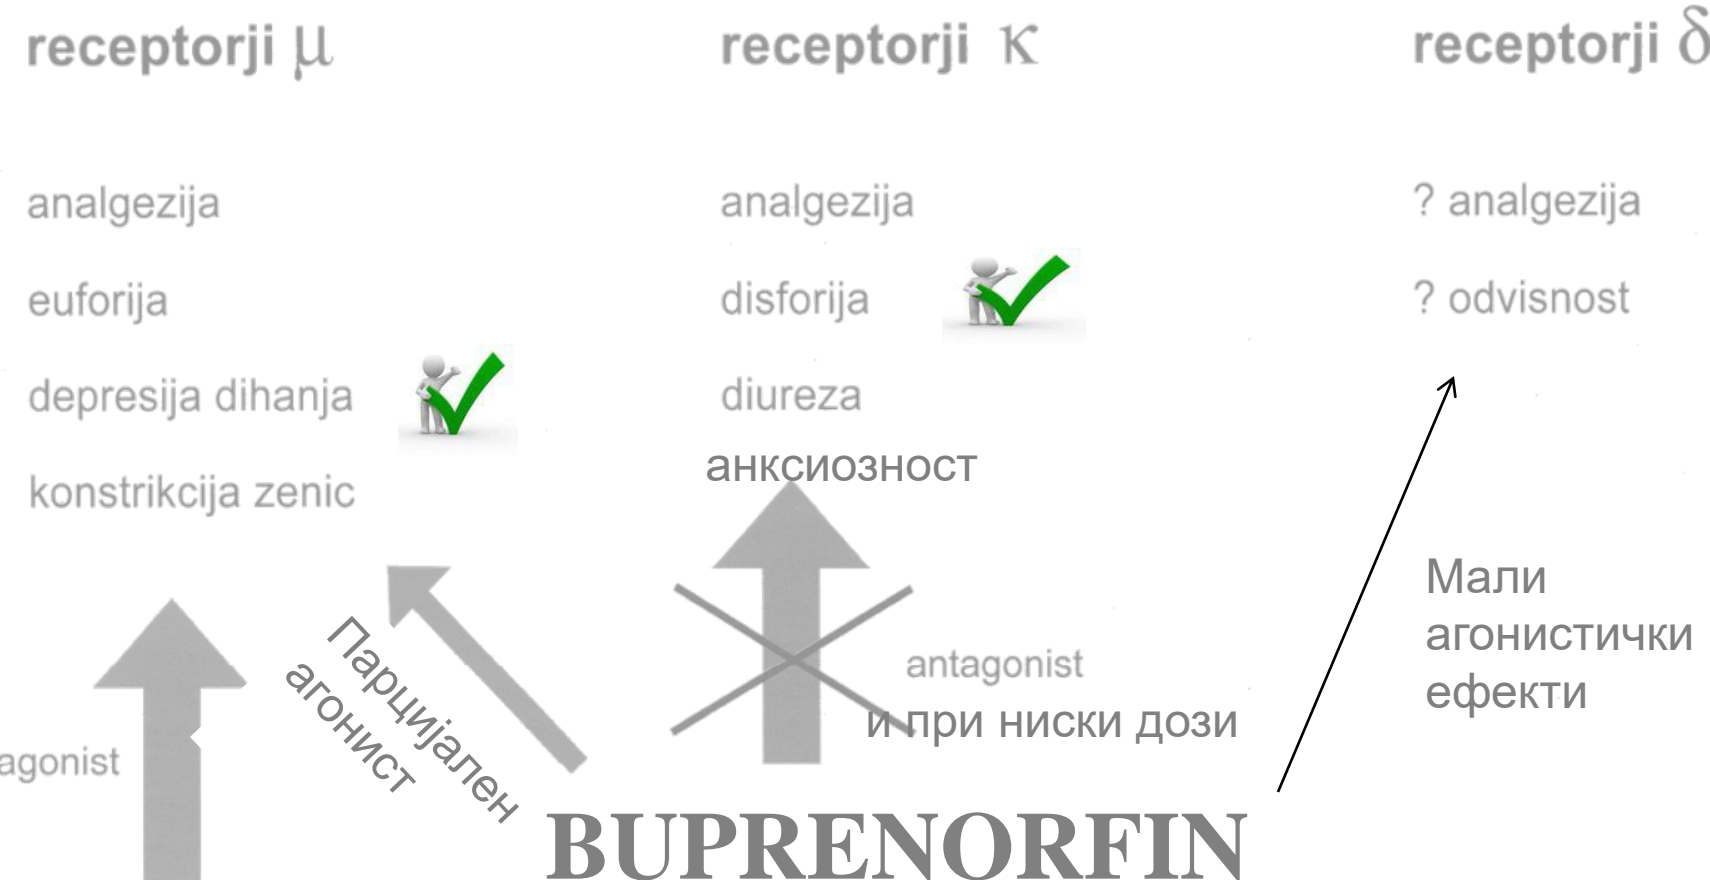 receptorji μ
analgezija
euforija
depresija dihanja
konstrikcija zenic
receptorji κ
analgezija
disforija
diureza
анксиозност
receptorji δ
? analgezija
? odvisnost
agonist
Парцијален
агонист
antagonist
и при ниски дози
Мали
агонистички
ефекти
BUPRENORFIN